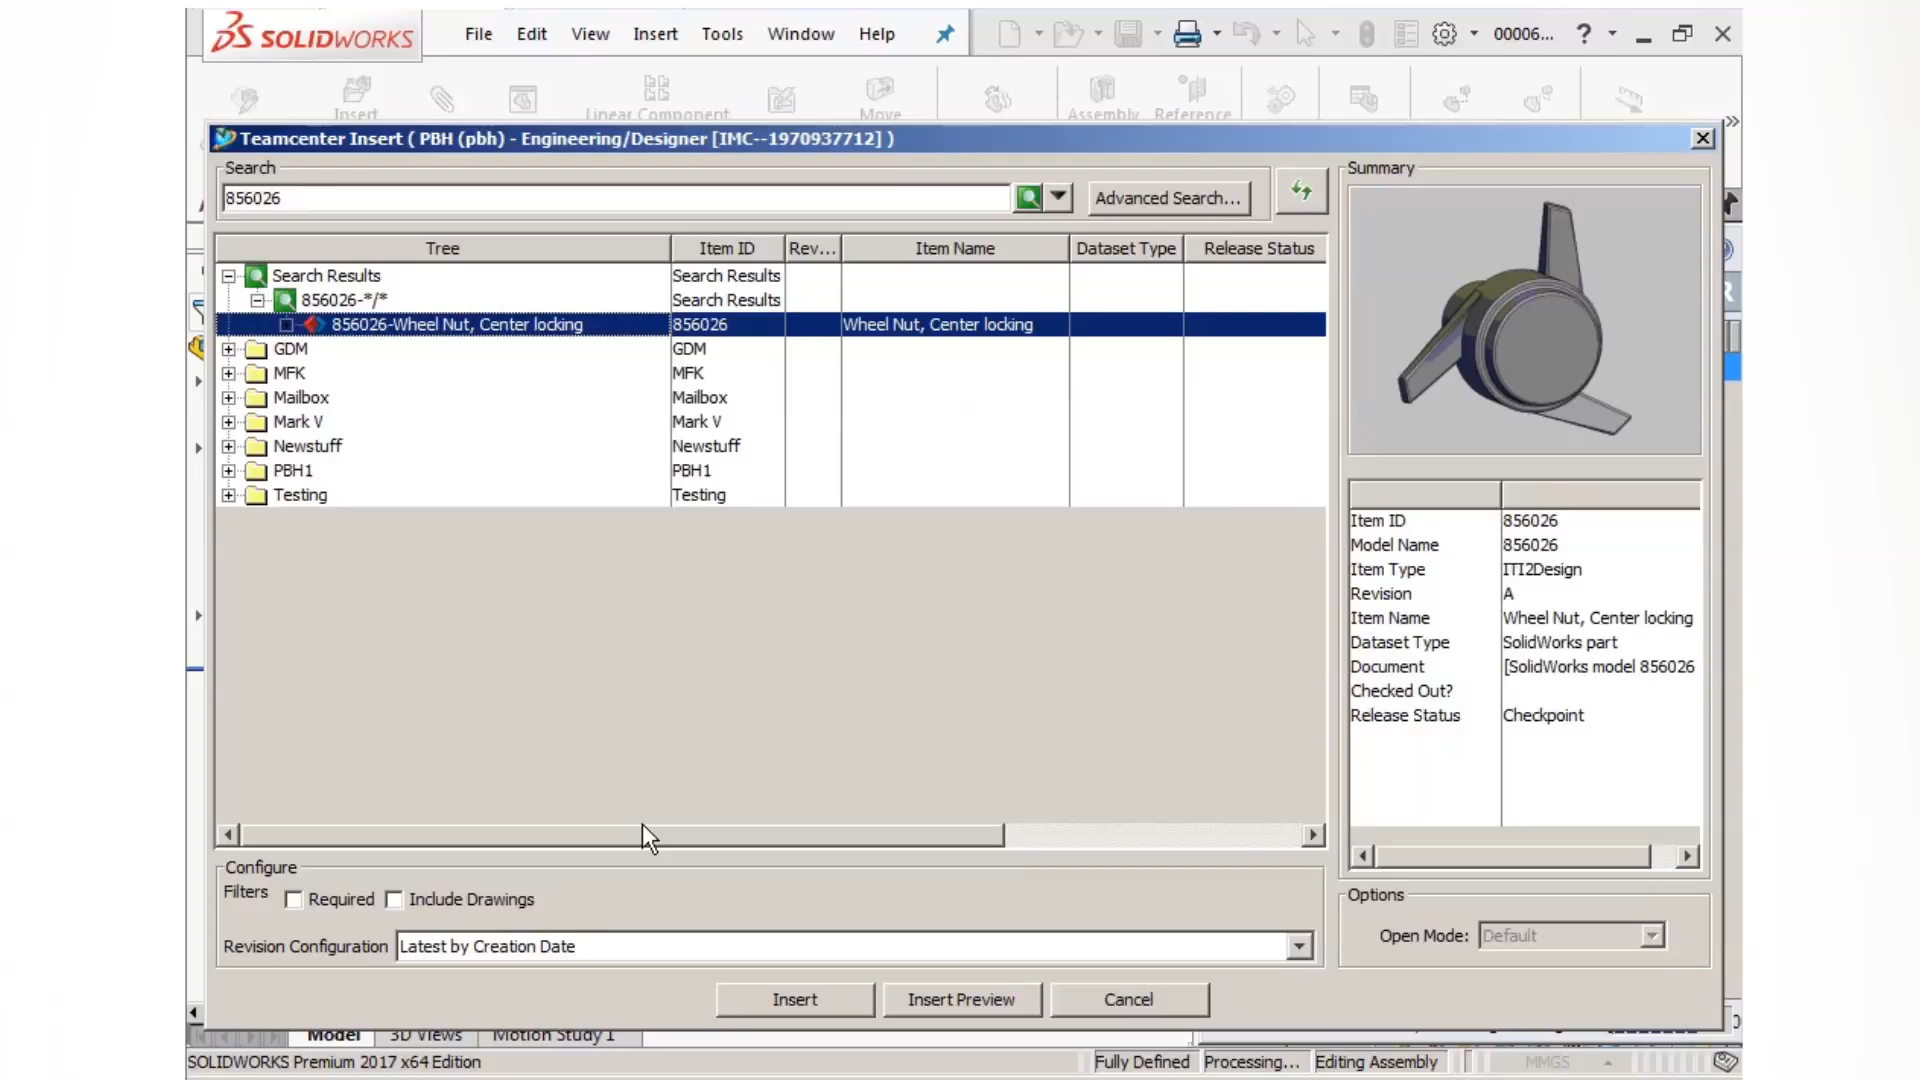 SOLIDWORKS
File Edit View Insert Tools Window Help
00006... ?
Insert Linear Component Move Assembly Reference
Teamcenter Insert ( PBH (pbh) - Engineering/Designer [IMC--1970937712] )
Search
856026
Advanced Search...
Tree Item ID Rev... Item Name Dataset Type Release Status
Search Results Search Results
856026-*/* Search Results
856026-Wheel Nut, Center locking 856026 Wheel Nut, Center locking
GDM GDM
MFK MFK
Mailbox Mailbox
Mark V Mark V
Newstuff Newstuff
PBH1 PBH1
Testing Testing
Summary
Item ID 856026
Model Name 856026
Item Type ITI2Design
Revision A
Item Name Wheel Nut, Center locking
Dataset Type SolidWorks part
Document [SolidWorks model 856026
Checked Out?
Release Status Checkpoint
Configure
Filters Required Include Drawings
Revision Configuration Latest by Creation Date
Options
Open Mode: Default
Insert Insert Preview Cancel
Model 3D Views Motion Study 1
SOLIDWORKS Premium 2017 x64 Edition
Fully Defined Processing... Editing Assembly MMGS